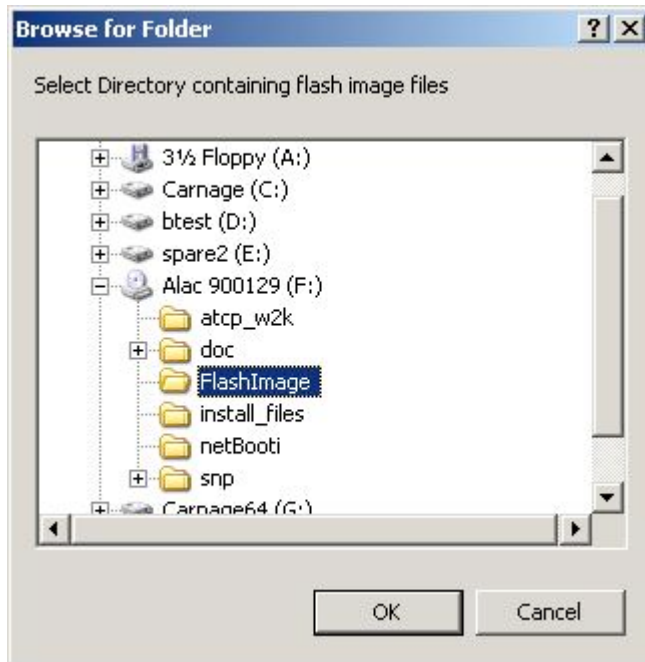 Browse for Folder
Select Directory containing flash image files
3½ Floppy (A:)
Carnage (C:)
btest (D:)
spare2 (E:)
Alac 900129 (F:)
atcp_w2k
doc
FlashImage
install_files
netBooti
snp
Carnage64 (G:)
OK Cancel